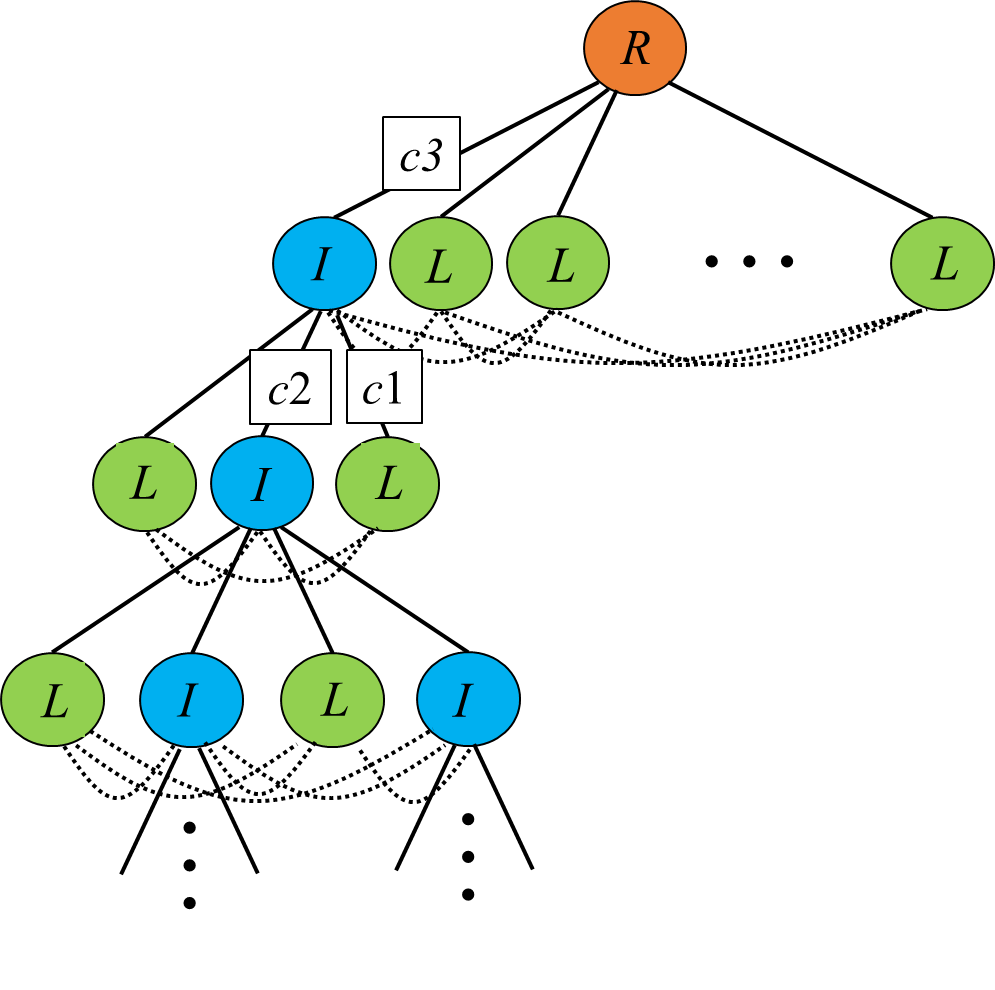 R
c3
I L L . . . L
c2 c1
L I L
L I L I